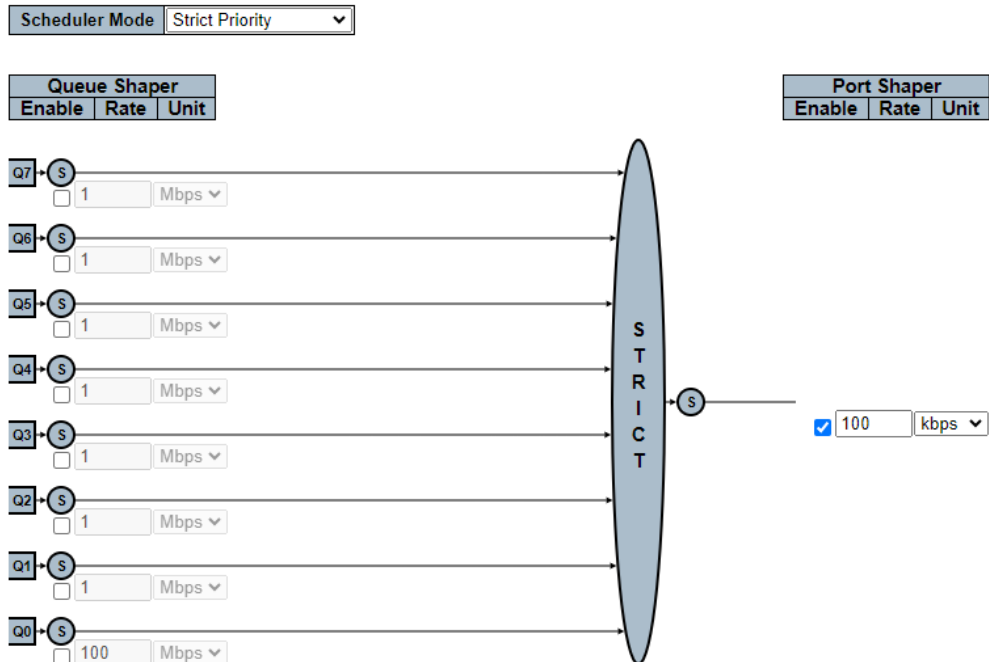 Scheduler Mode Strict Priority
Queue Shaper
Enable Rate Unit
Port Shaper
Enable Rate Unit
Q7 S
1 Mbps
Q6 S
1 Mbps
Q5 S
1 Mbps
Q4 S
1 Mbps
Q3 S
1 Mbps
Q2 S
1 Mbps
Q1 S
1 Mbps
Q0 S
100 Mbps
STRICT
S
100 kbps